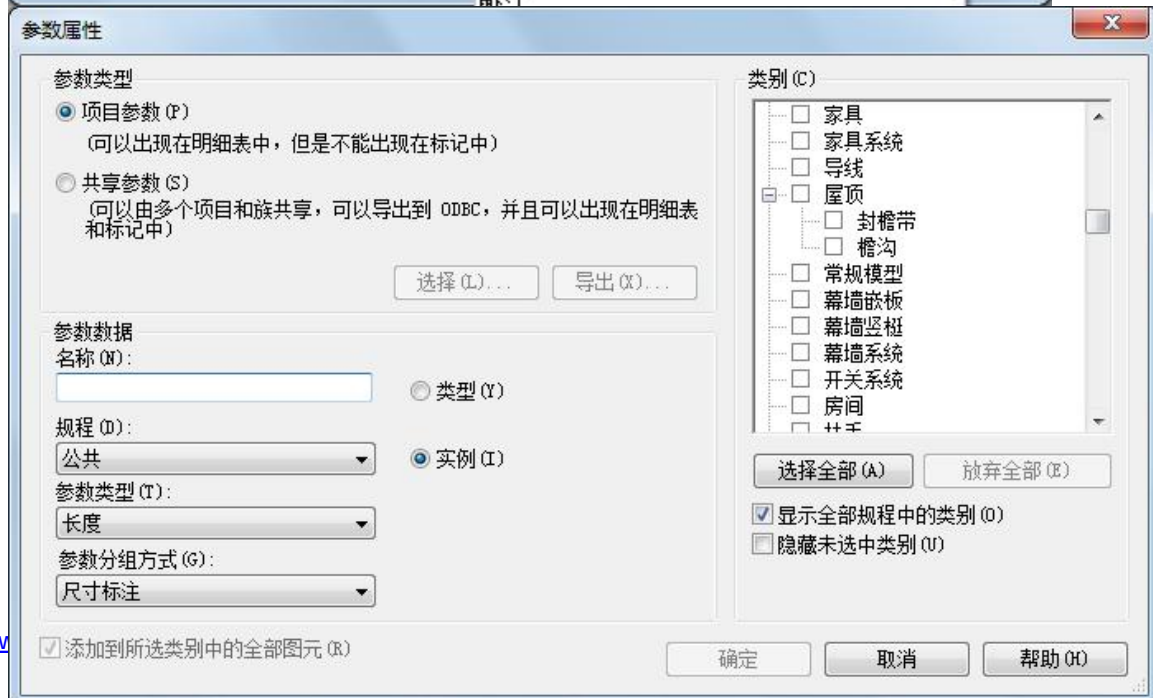 参数属性
参数类型
项目参数(P)
(可以出现在明细表中，但是不能出现在标记中)
共享参数(S)
(可以由多个项目和族共享，可以导出到 ODBC，并且可以出现在明细表
和标记中)
选择(L)...
导出(X)...
参数数据
名称(N):
类型(Y)
规程(D):
公共
实例(I)
参数类型(T):
长度
参数分组方式(G):
尺寸标注
添加到所选类别中的全部图元(R)
类别(C)
家具
家具系统
导线
屋顶
封檐带
檐沟
常规模型
幕墙嵌板
幕墙竖梃
幕墙系统
开关系统
房间
选择全部(A)
放弃全部(E)
显示全部规程中的类别(O)
隐藏未选中类别(U)
确定
取消
帮助(H)